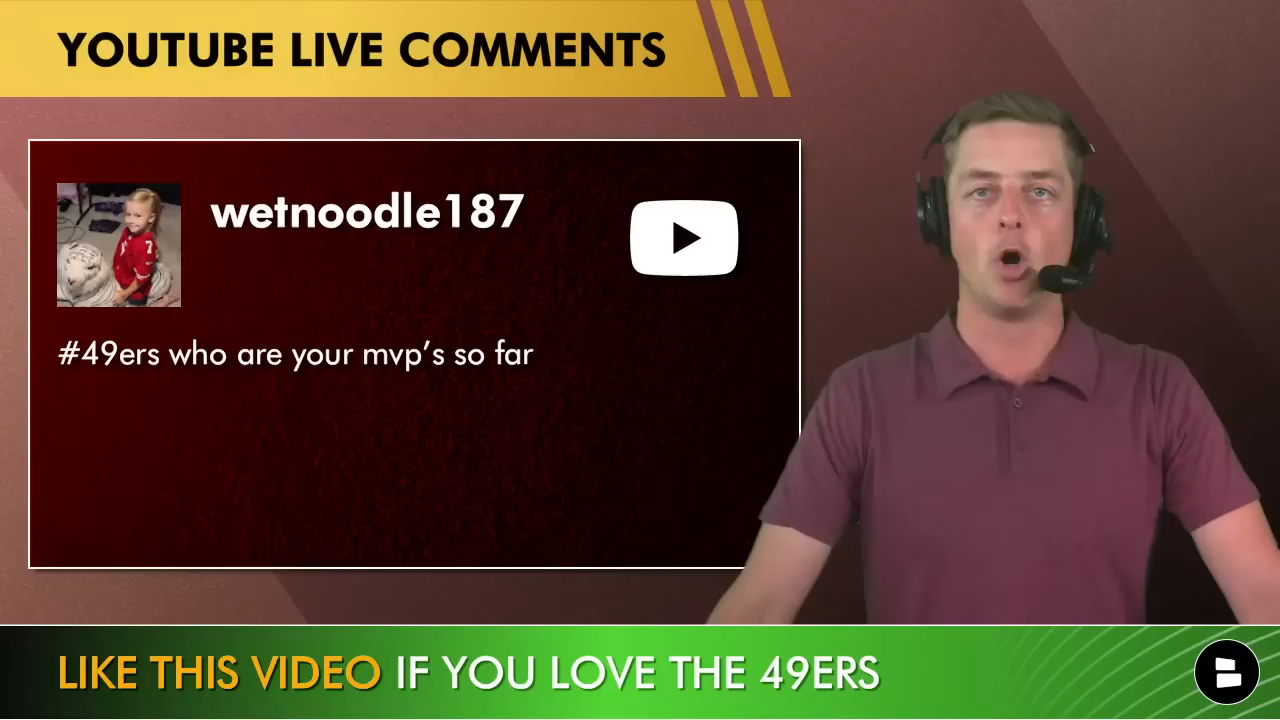 YOUTUBE LIVE COMMENTS
wetnoodle187
#49ers who are your mvp’s so far
LIKE THIS VIDEO IF YOU LOVE THE 49ERS
7